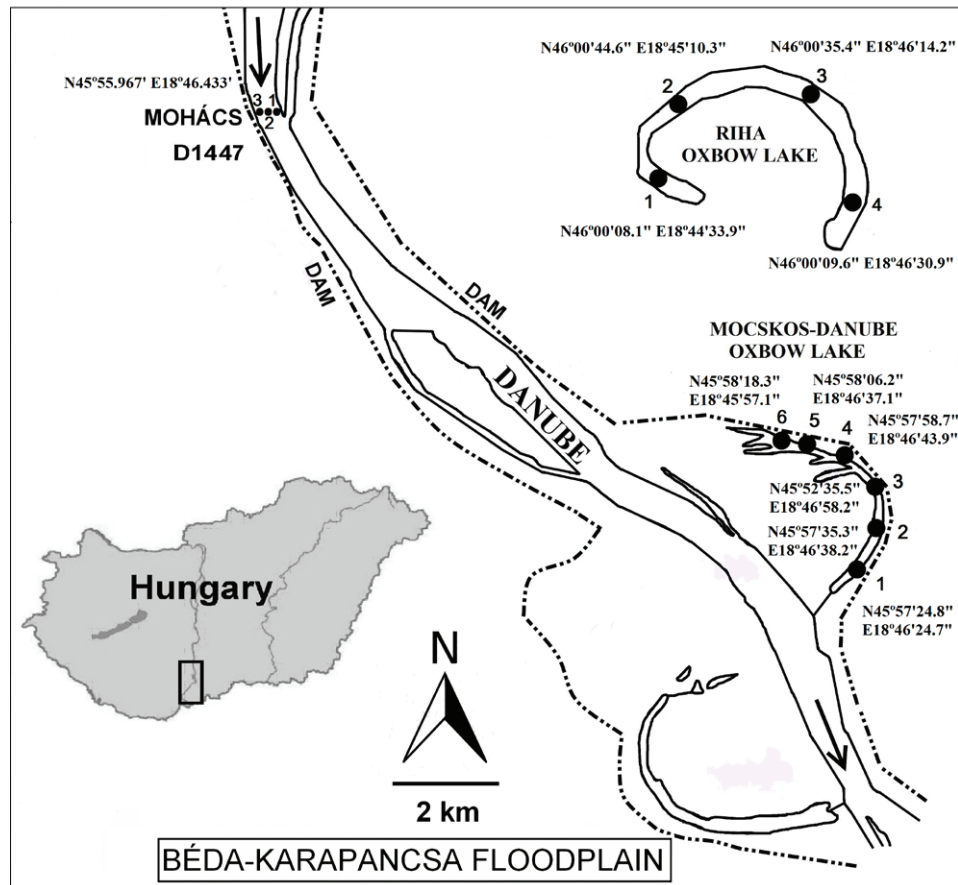 N46º00'44.6" E18º45'10.3"
N46º00'35.4" E18º46'14.2"
2
3
RIHA
OXBOW LAKE
1
4
N46º00'08.1" E18º44'33.9"
N46º00'09.6" E18º46'30.9"
N45º55.967' E18º46.433'
3 1
2
MOHÁCS
D1447
DAM
DAM
DANUBE
MOCSKOS-DANUBE
OXBOW LAKE
N45º58'18.3"
E18º45'57.1"
N45º58'06.2"
E18º46'37.1"
6
5
4
N45º57'58.7"
E18º46'43.9"
N45º52'35.5"
E18º46'58.2"
3
N45º57'35.3"
E18º46'38.2"
2
1
N45º57'24.8"
E18º46'24.7"
Hungary
N
2 km
BÉDA-KARAPANCSA FLOODPLAIN